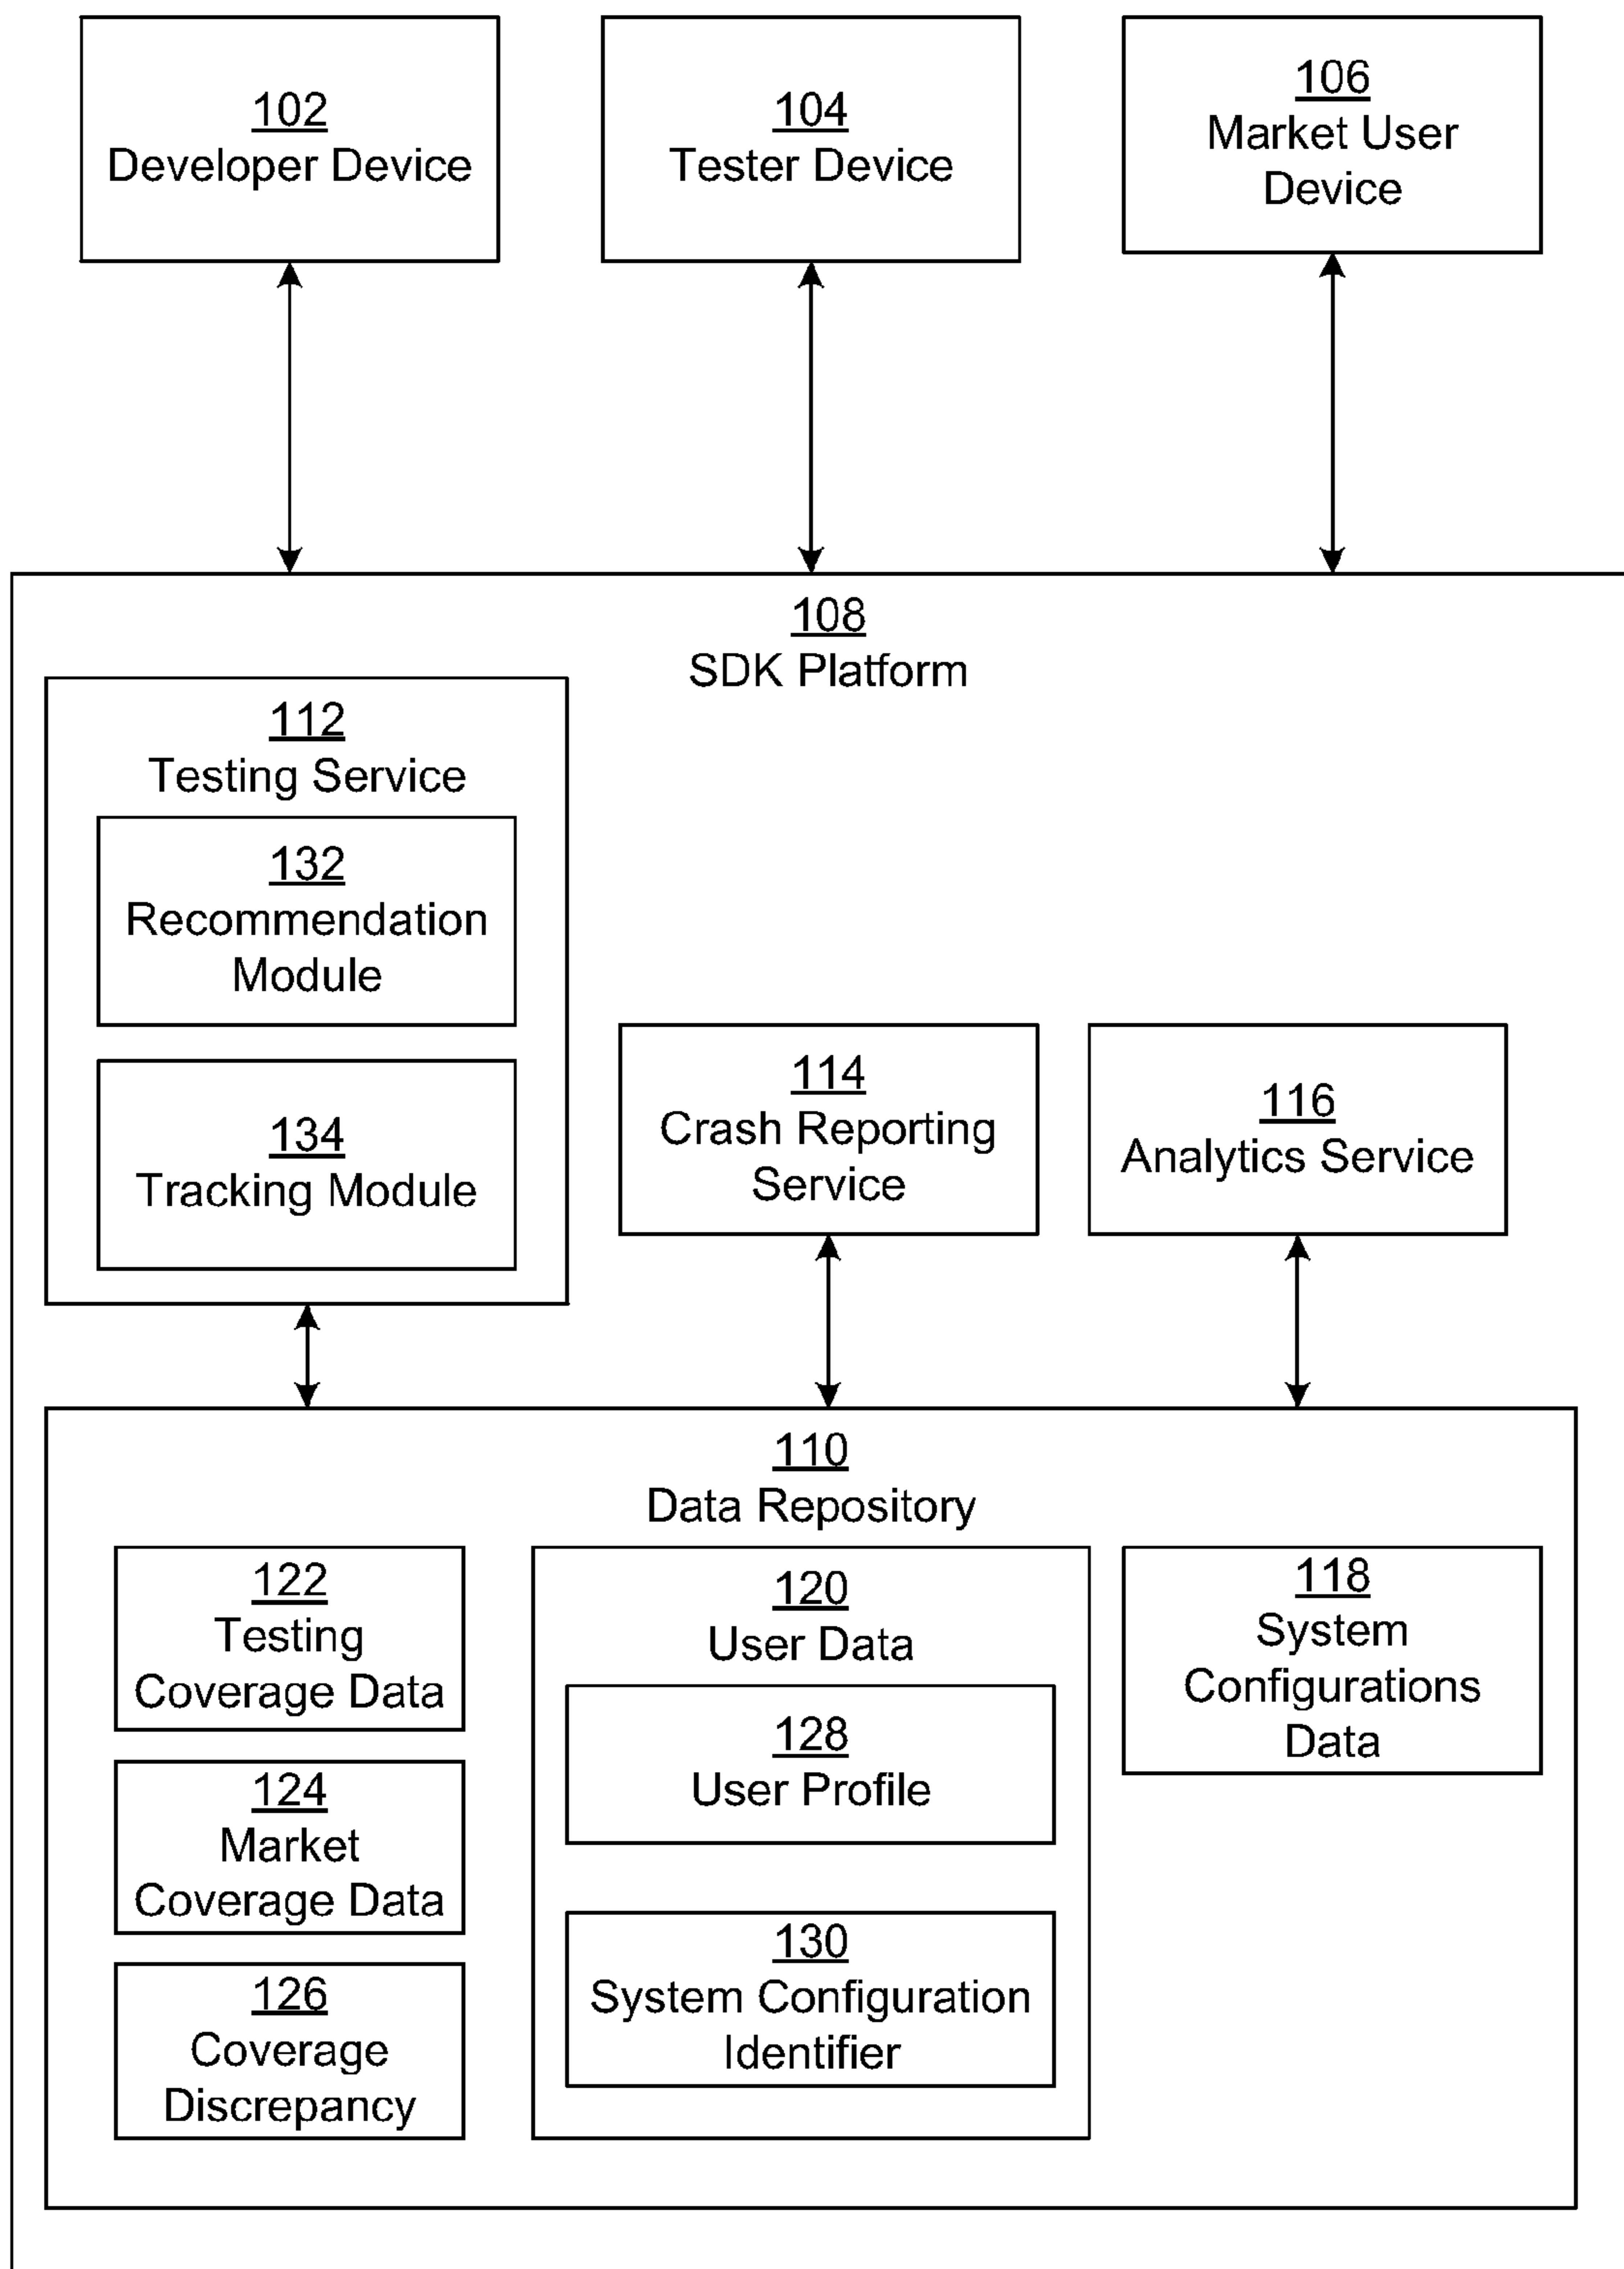 102
Developer Device
104
Tester Device
106
Market User
Device
108
SDK Platform
112
Testing Service
132
Recommendation
Module
134
Tracking Module
114
Crash Reporting
Service
116
Analytics Service
110
Data Repository
122
Testing
Coverage Data
124
Market
Coverage Data
126
Coverage
Discrepancy
120
User Data
128
User Profile
130
System Configuration
Identifier
118
System
Configurations
Data